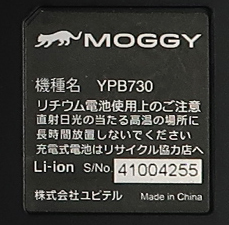 MOGGY
機種名 YPB730
リチウム電池使用上のご注意
直射日光の当たる高温の場所に
長時間放置しないでください
充電式電池はリサイクル協力店へ
Li-ion S/No. 41004255
株式会社ユピテル Made in China